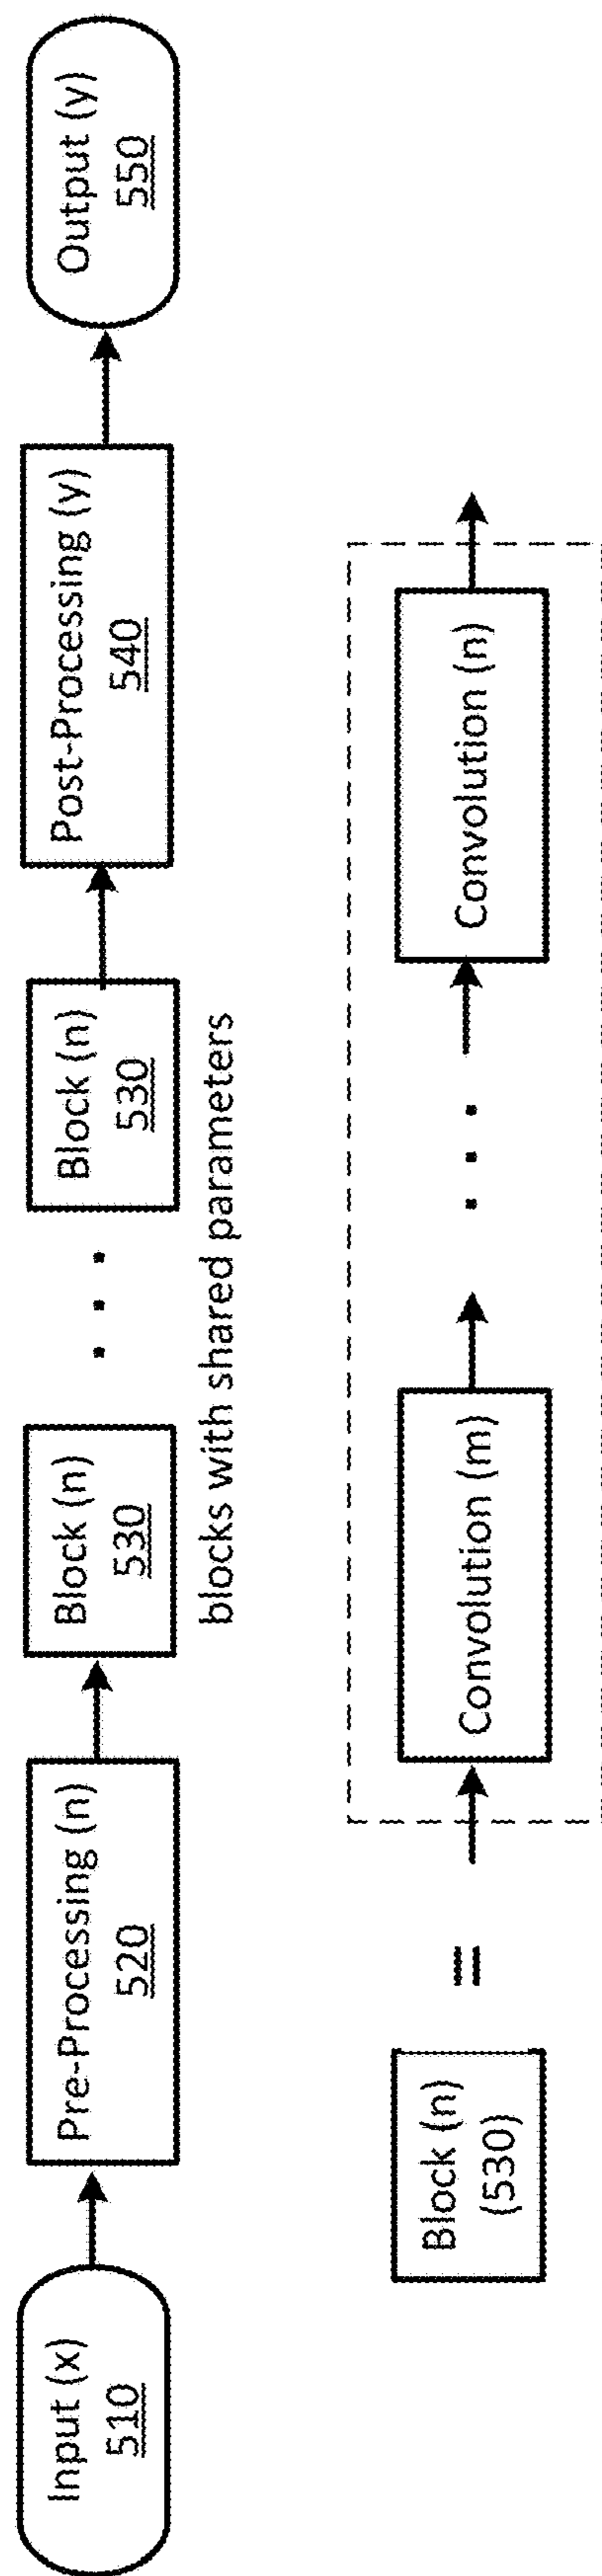 Input (x)
510
Pre-Processing (n)
520
Block (n)
530
. . .
Block (n)
530
blocks with shared parameters
Post-Processing (y)
540
Output (y)
550
Block (n)
(530)
=
Convolution (m)
. . .
Convolution (n)